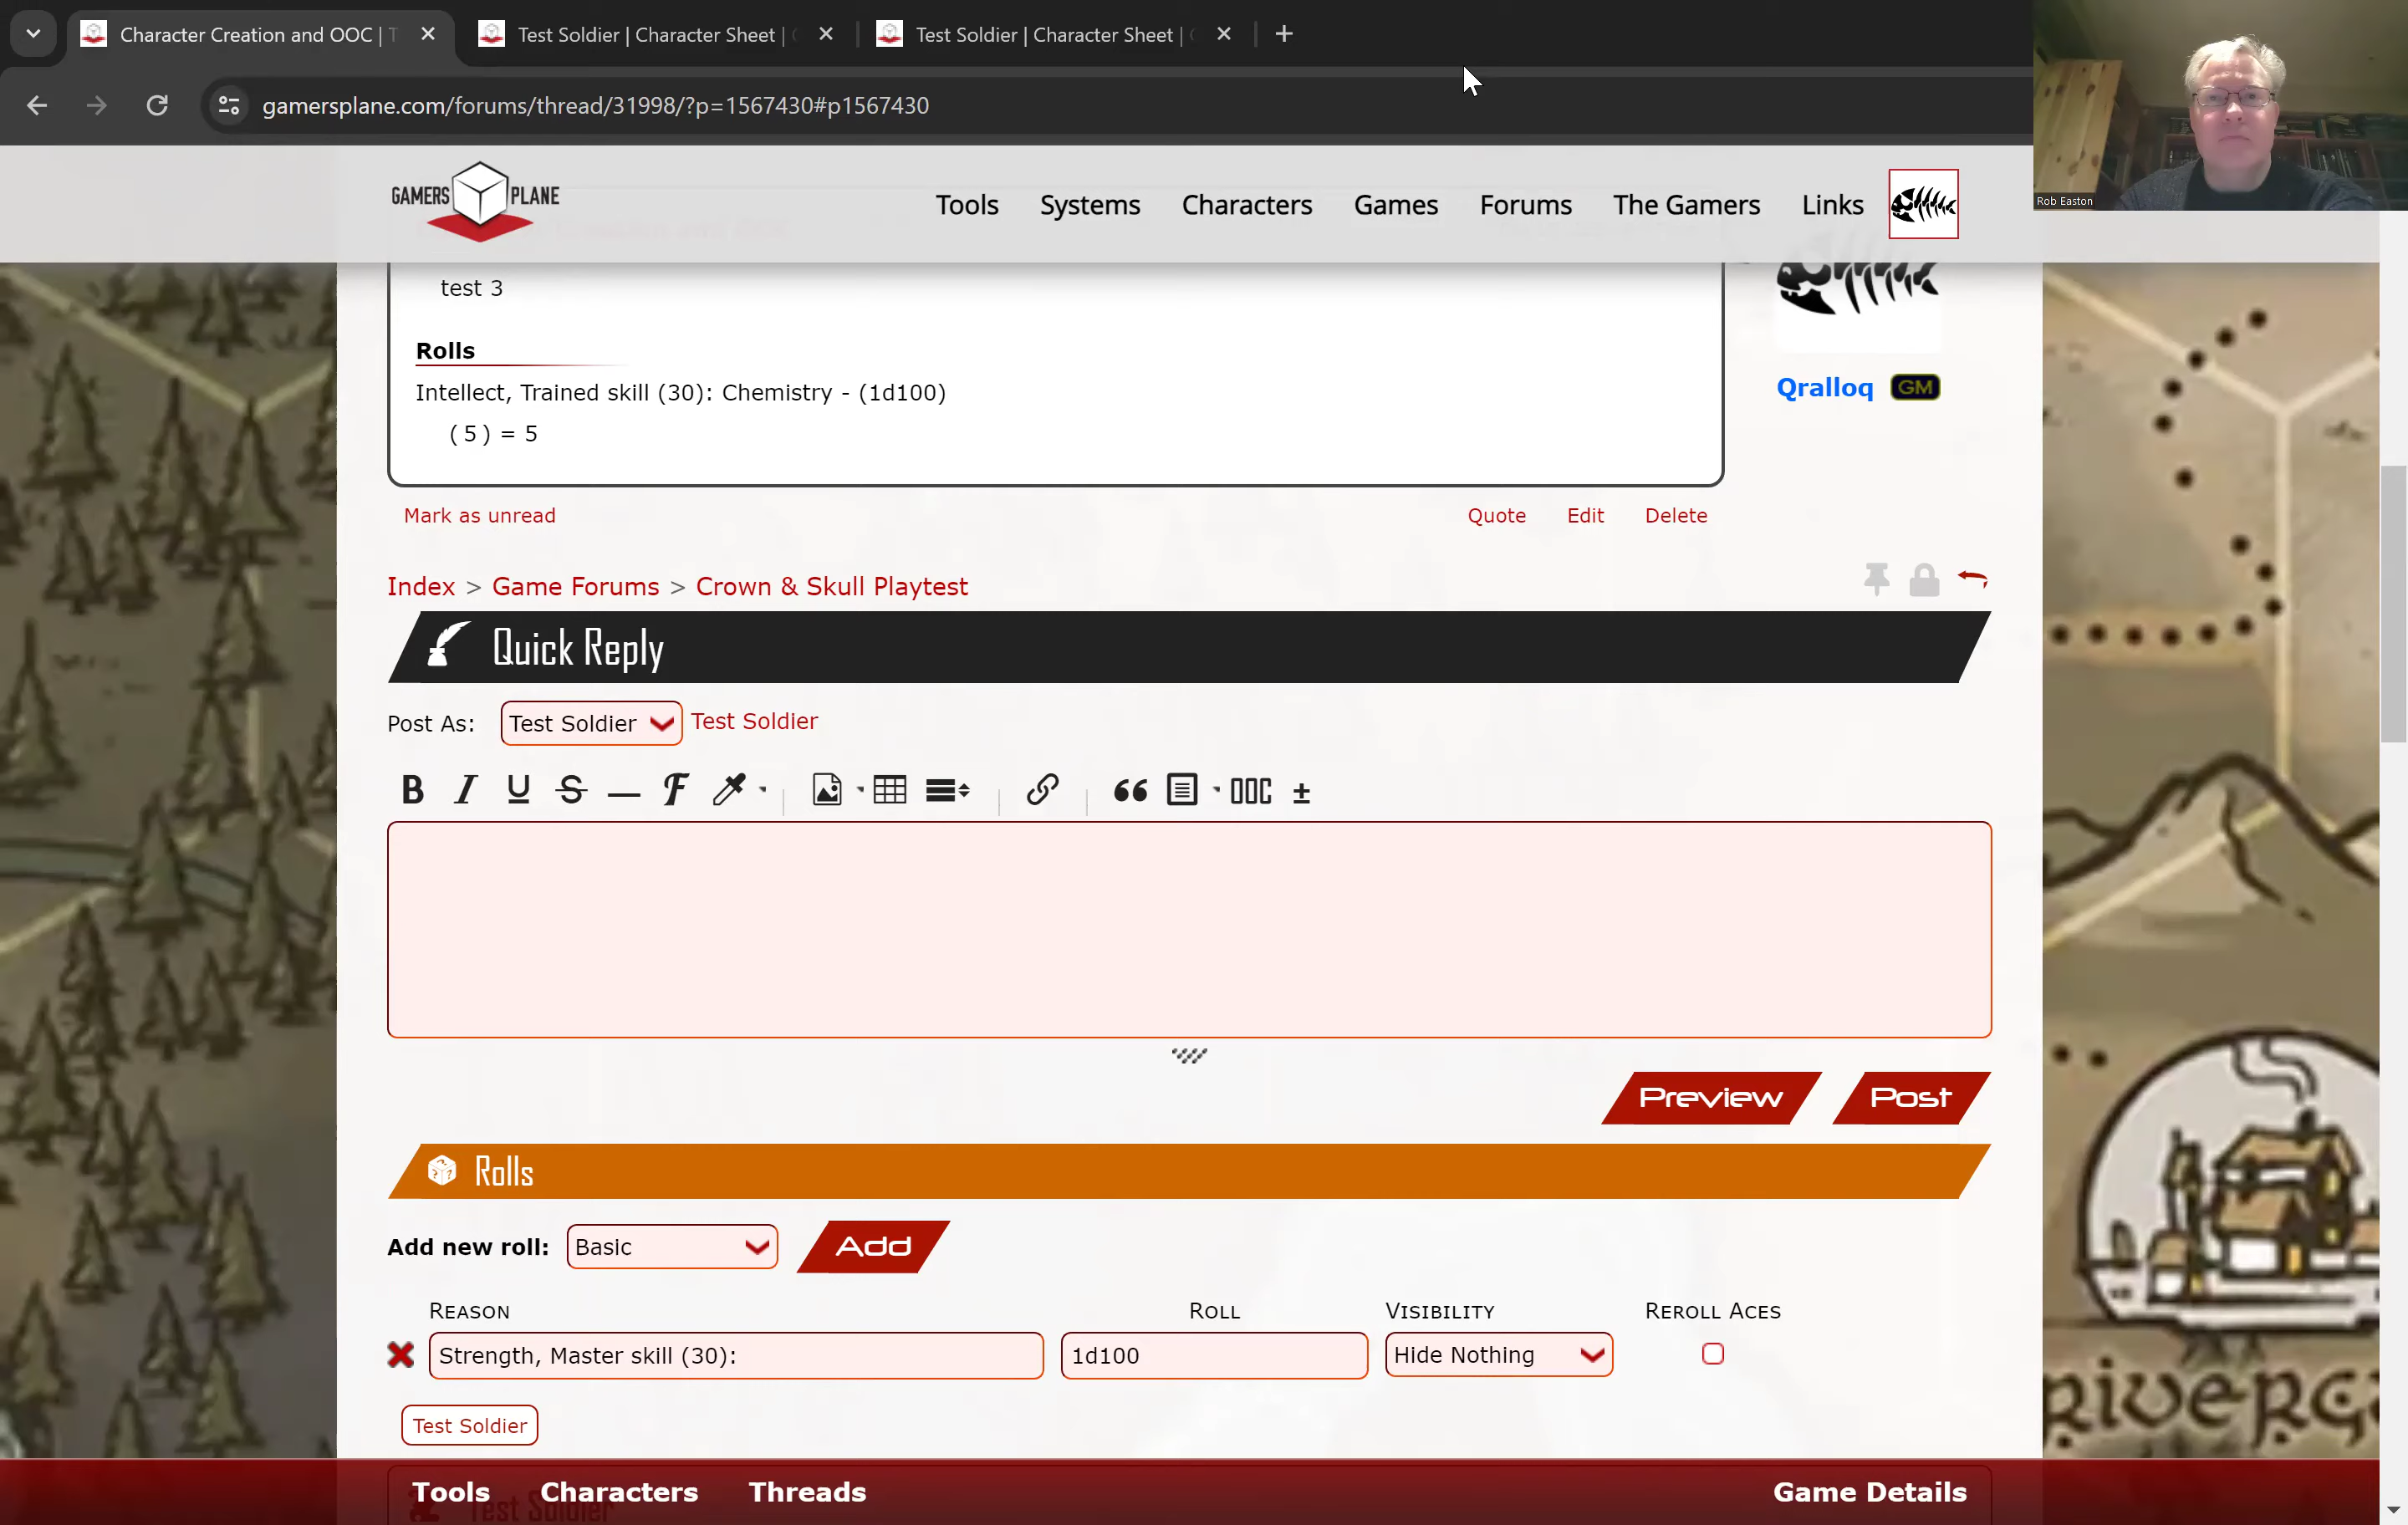 Character Creation and OOC | T
Test Soldier | Character Sheet |
Test Soldier | Character Sheet |
gamersplane.com/forums/thread/31998/?p=1567430#p1567430
Rob Easton
GAMERS PLANE
Tools Systems Characters Games Forums The Gamers Links
test 3
Rolls
Intellect, Trained skill (30): Chemistry - (1d100)
( 5 ) = 5
Qralloq GM
Mark as unread
Quote Edit Delete
Index > Game Forums > Crown & Skull Playtest
Quick Reply
Post As: Test Soldier Test Soldier
B I U S F OOC ±
Preview Post
Rolls
Add new roll: Basic Add
REASON ROLL VISIBILITY REROLL ACES
Strength, Master skill (30): 1d100 Hide Nothing
Test Soldier
RIVERG
Tools Characters Threads Game Details
Test Soldier